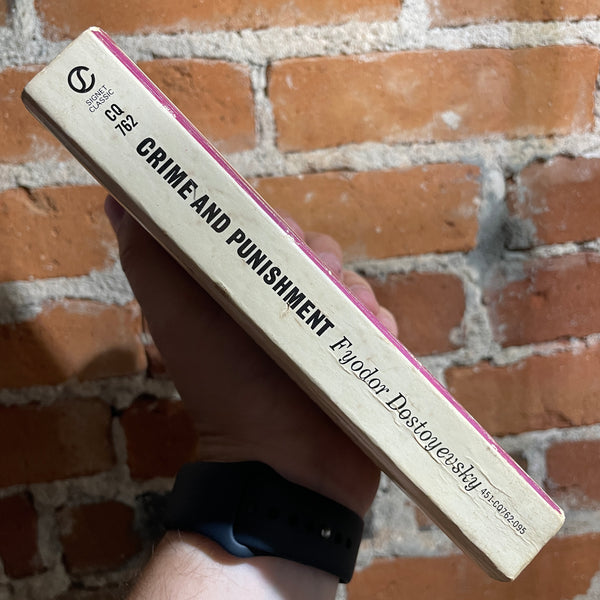 SIGNET
CLASSIC
CQ
762
CRIME AND PUNISHMENT Fyodor Dostoyevsky 451-CQ762-095